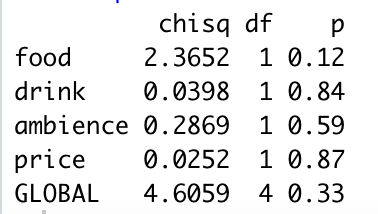 chisq df p
food 2.3652 1 0.12
drink 0.0398 1 0.84
ambience 0.2869 1 0.59
price 0.0252 1 0.87
GLOBAL 4.6059 4 0.33